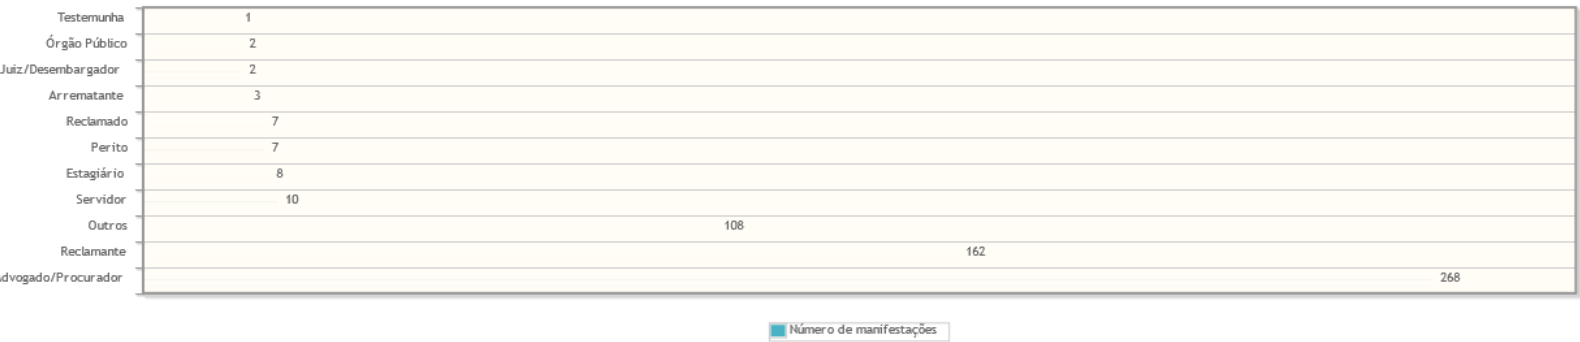 Testemunha 1
Órgão Público 2
Juiz/Desembargador 2
Arrematante 3
Reclamado 7
Perito 7
Estagiário 8
Servidor 10
Outros 108
Reclamante 162
Advogado/Procurador 268
Número de manifestações